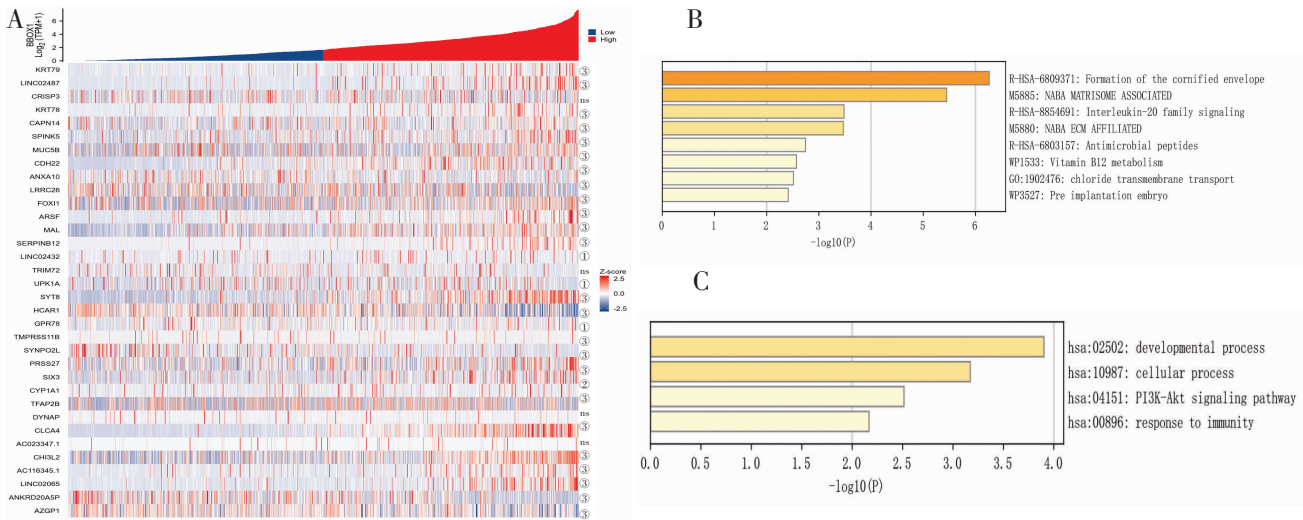 A
BBOX1
Log₂ (TPM+1)
6
4
2
0
Low
High
KRT79
LINC02487
CRISP3
KRT78
CAPN14
SPINK5
MUC5B
CDH22
ANXA10
LRRC26
FOXI1
ARSF
MAL
SERPINB12
LINC02432
TRIM72
UPK1A
SYT8
HCAR1
GPR78
TMPRSS11B
SYNPO2L
PRSS27
SIX3
CYP1A1
TFAP2B
DYNAP
CLCA4
AC023347.1
CHI3L2
AC116345.1
LINC02065
ANKRD20A5P
AZGP1
③
③
ns
③
③
③
③
③
③
③
③
③
③
①
ns
①
③
③
①
③
③
③
②
③
ns
③
ns
③
③
③
③
③
Z-score
2.5
0.0
-2.5
B
R-HSA-6809371: Formation of the cornified envelope
M5885: NABA MATRISOME ASSOCIATED
R-HSA-8854691: Interleukin-20 family signaling
M5880: NABA ECM AFFILIATED
R-HSA-6803157: Antimicrobial peptides
WP1533: Vitamin B12 metabolism
GO:1902476: chloride transmembrane transport
WP3527: Pre implantation embryo
0 1 2 3 4 5 6
-log10(P)
C
hsa:02502: developmental process
hsa:10987: cellular process
hsa:04151: PI3K-Akt signaling pathway
hsa:00896: response to immunity
0.0 0.5 1.0 1.5 2.0 2.5 3.0 3.5 4.0
-log10(P)